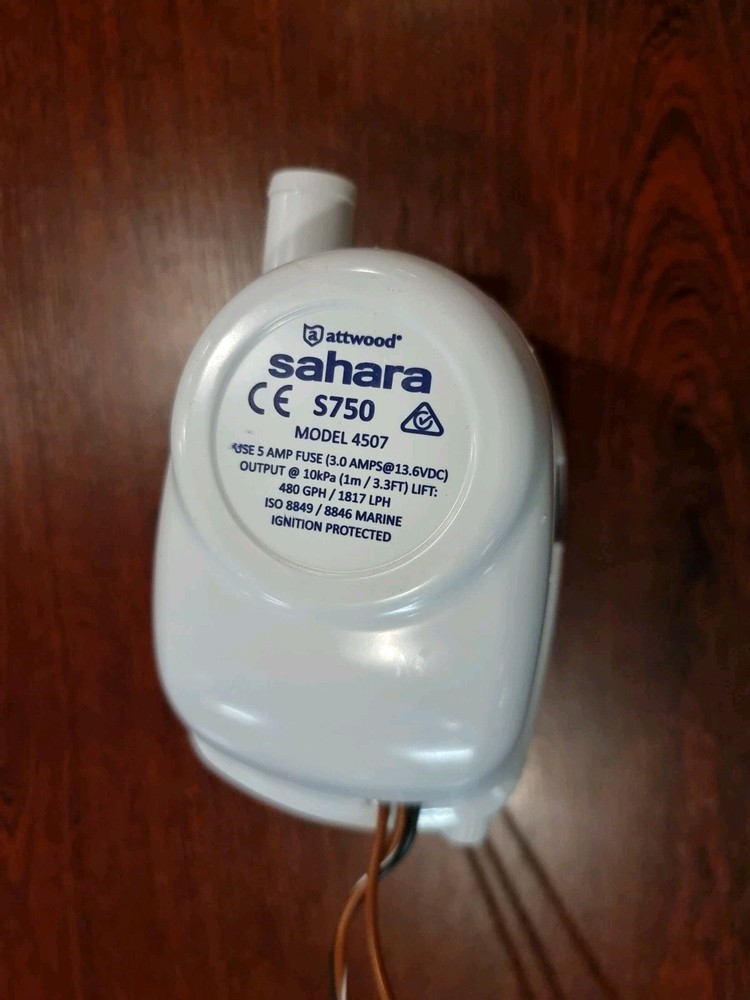 a attwood®
sahara
CE S750
MODEL 4507
USE 5 AMP FUSE (3.0 AMPS@13.6VDC)
OUTPUT @ 10kPa (1m / 3.3FT) LIFT:
480 GPH / 1817 LPH
ISO 8849 / 8846 MARINE
IGNITION PROTECTED